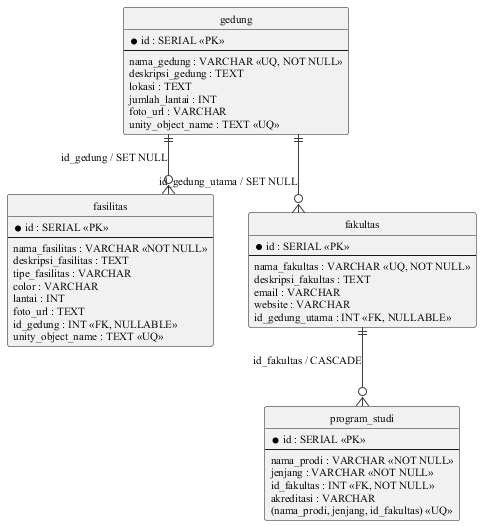 gedung
id : SERIAL «PK»
nama_gedung : VARCHAR «UQ, NOT NULL»
deskripsi_gedung : TEXT
lokasi : TEXT
jumlah_lantai : INT
foto_url : VARCHAR
unity_object_name : TEXT «UQ»
id_gedung / SET NULL
id_gedung_utama / SET NULL
fasilitas
id : SERIAL «PK»
nama_fasilitas : VARCHAR «NOT NULL»
deskripsi_fasilitas : TEXT
tipe_fasilitas : VARCHAR
color : VARCHAR
lantai : INT
foto_url : TEXT
id_gedung : INT «FK, NULLABLE»
unity_object_name : TEXT «UQ»
fakultas
id : SERIAL «PK»
nama_fakultas : VARCHAR «UQ, NOT NULL»
deskripsi_fakultas : TEXT
email : VARCHAR
website : VARCHAR
id_gedung_utama : INT «FK, NULLABLE»
id_fakultas / CASCADE
program_studi
id : SERIAL «PK»
nama_prodi : VARCHAR «NOT NULL»
jenjang : VARCHAR «NOT NULL»
id_fakultas : INT «FK, NOT NULL»
akreditasi : VARCHAR
(nama_prodi, jenjang, id_fakultas) «UQ»